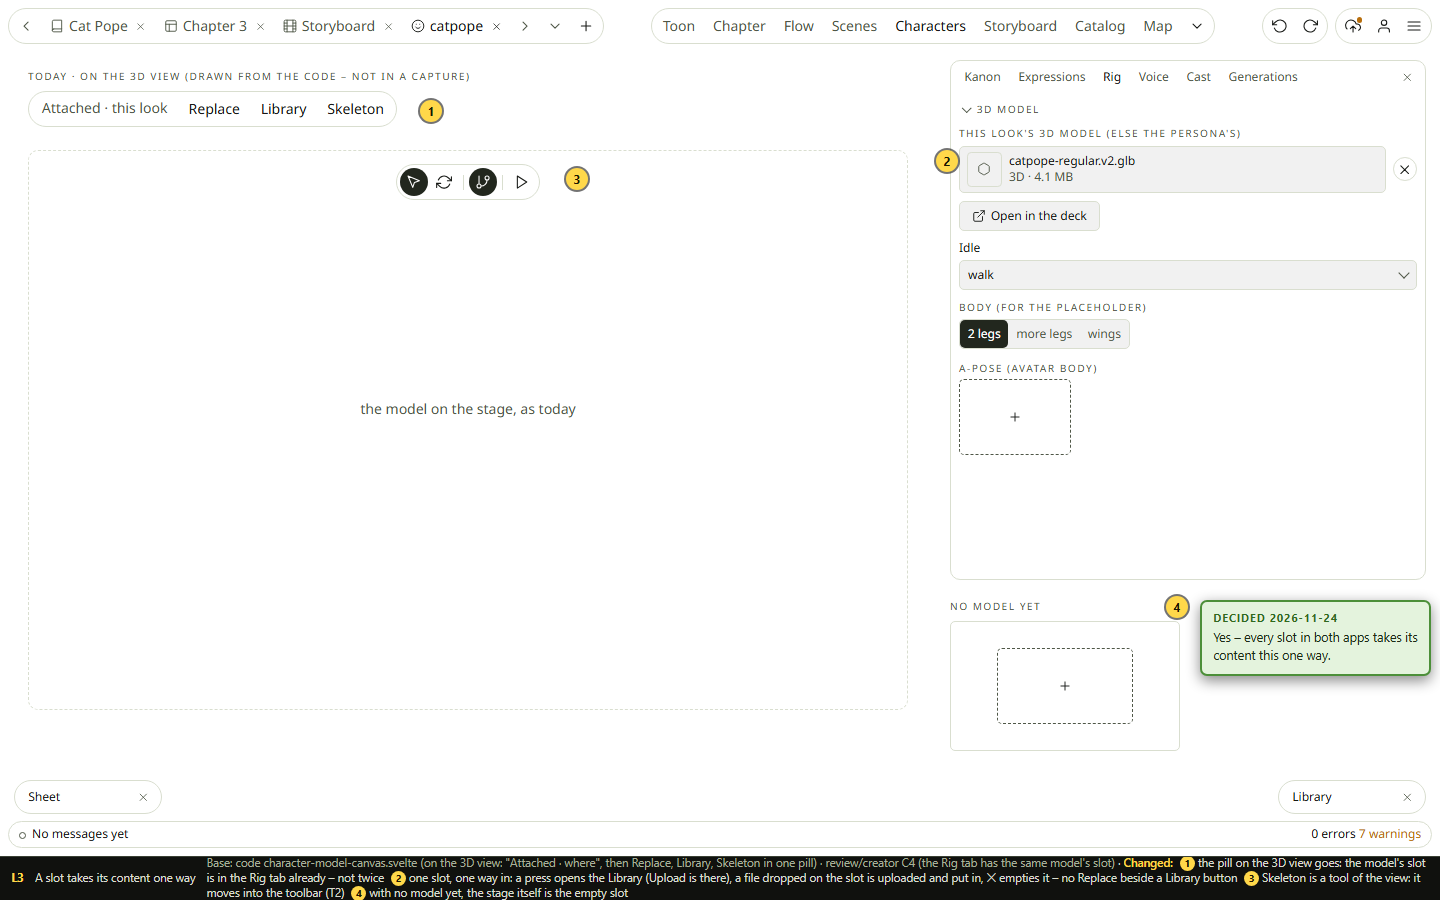 Cat Pope
Chapter 3
Storyboard
catpope
Toon Chapter Flow Scenes Characters Storyboard Catalog Map
TODAY · ON THE 3D VIEW (DRAWN FROM THE CODE – NOT IN A CAPTURE)
Attached · this look Replace Library Skeleton
1
3
the model on the stage, as today
Kanon Expressions Rig Voice Cast Generations
3D MODEL
THIS LOOK'S 3D MODEL (ELSE THE PERSONA'S)
2
catpope-regular.v2.glb
3D · 4.1 MB
Open in the deck
Idle
walk
BODY (FOR THE PLACEHOLDER)
2 legs more legs wings
A-POSE (AVATAR BODY)
NO MODEL YET
4
DECIDED 2026-11-24
Yes – every slot in both apps takes its
content this one way.
Sheet
Library
No messages yet
0 errors 7 warnings
L3 A slot takes its content one way
Base: code character-model-canvas.svelte (on the 3D view: "Attached · where", then Replace, Library, Skeleton in one pill) · review/creator C4 (the Rig tab has the same model's slot) · Changed: 1 the pill on the 3D view goes: the model's slot
is in the Rig tab already – not twice 2 one slot, one way in: a press opens the Library (Upload is there), a file dropped on the slot is uploaded and put in, ✕ empties it – no Replace beside a Library button 3 Skeleton is a tool of the view: it
moves into the toolbar (T2) 4 with no model yet, the stage itself is the empty slot